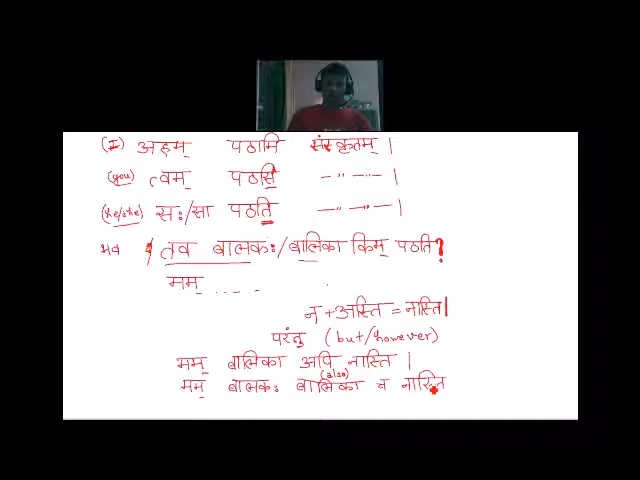 (I) अहम् पठामि संस्कृतम् |
(you) त्वम् पठसि —〃— |
(he/she) सः/सा पठति —〃— |
भव / तव बालकः/बालिका किम् पठति?
मम् .. _ _
न + अस्ति = नास्ति |
परंतु (but/however)
मम् बालिका अपि नास्ति |
(also)
मम् बालकः बालिका च नास्ति